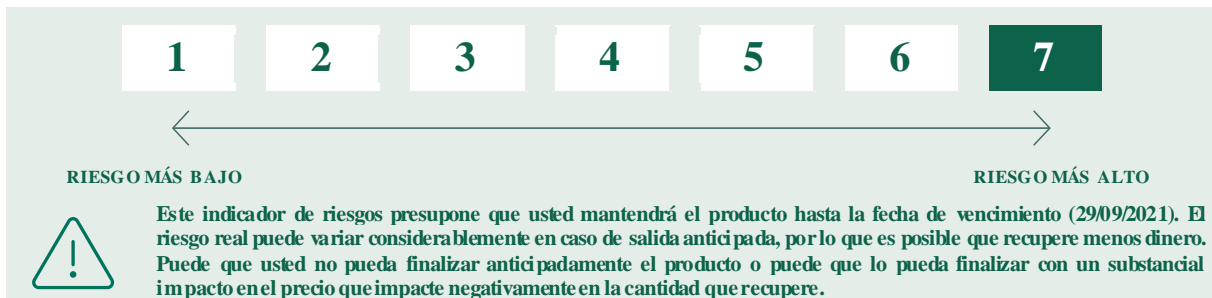 1 2 3 4 5 6 7
RIESGO MÁS BAJO RIESGO MÁS ALTO
Este indicador de riesgos presupone que usted mantendrá el producto hasta la fecha de vencimiento (29/09/2021). El
riesgo real puede variar considerablemente en caso de salida anticipada, por lo que es posible que recupere menos dinero.
Puede que usted no pueda finalizar anticipadamente el producto o puede que lo pueda finalizar con un substancial
impacto en el precio que impacte negativamente en la cantidad que recupere.